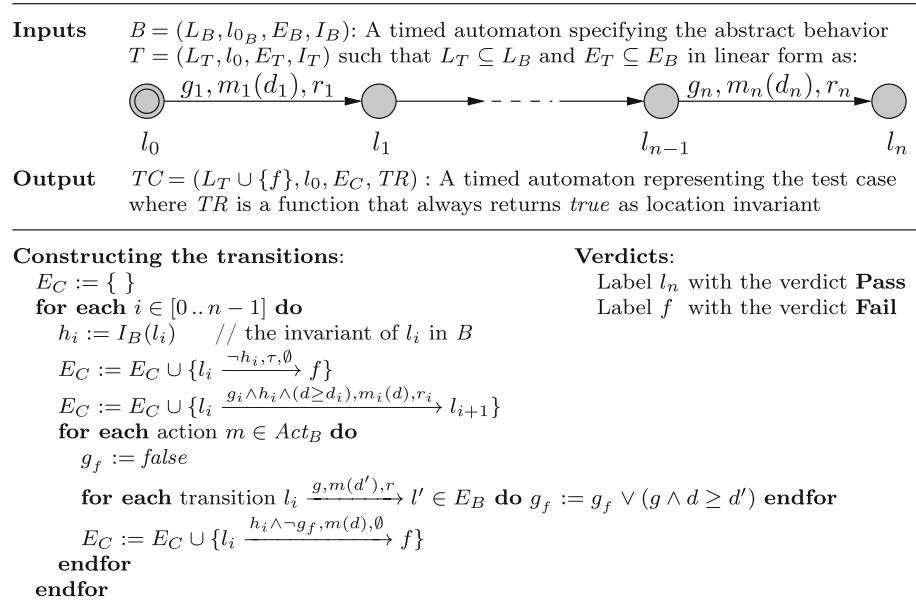 Inputs B = (L_B, l_{0_B}, E_B, I_B): A timed automaton specifying the abstract behavior
T = (L_T, l_0, E_T, I_T) such that L_T ⊆ L_B and E_T ⊆ E_B in linear form as:
g_1, m_1(d_1), r_1 g_n, m_n(d_n), r_n
l_0 l_1 l_{n−1} l_n
Output TC = (L_T ∪ {f}, l_0, E_C, TR) : A timed automaton representing the test case
where TR is a function that always returns true as location invariant
Constructing the transitions:
E_C := { }
for each i ∈ [0 .. n − 1] do
h_i := I_B(l_i) // the invariant of l_i in B
E_C := E_C ∪ {l_i —¬h_i,τ,∅→ f}
E_C := E_C ∪ {l_i —g_i∧h_i∧(d≥d_i),m_i(d),r_i→ l_{i+1}}
for each action m ∈ Act_B do
g_f := false
for each transition l_i —g,m(d′),r→ l′ ∈ E_B do g_f := g_f ∨ (g ∧ d ≥ d′) endfor
E_C := E_C ∪ {l_i —h_i∧¬g_f,m(d),∅→ f}
endfor
endfor
Verdicts:
Label l_n with the verdict Pass
Label f with the verdict Fail